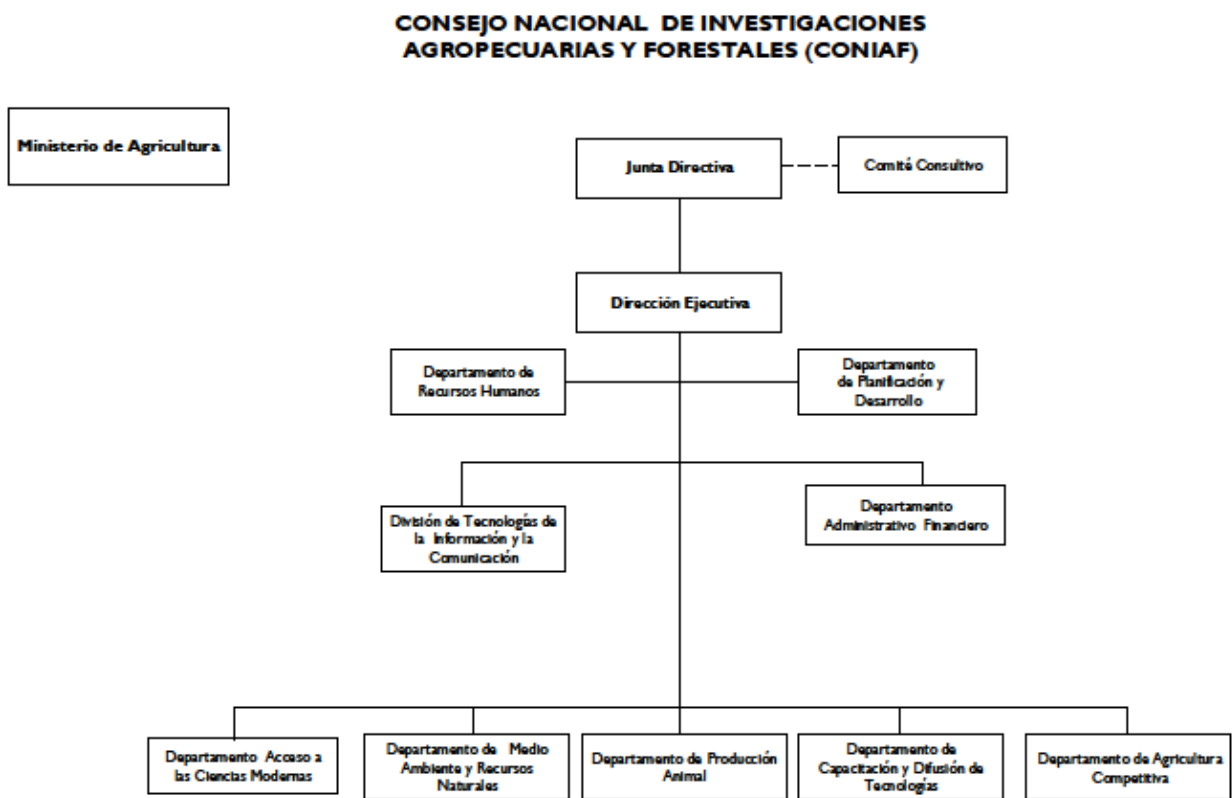 CONSEJO NACIONAL DE INVESTIGACIONES
AGROPECUARIAS Y FORESTALES (CONIAF)
Ministerio de Agricultura
Junta Directiva
Comité Consultivo
Dirección Ejecutiva
Departamento de
Recursos Humanos
Departamento
de Planificación y
Desarrollo
División de Tecnologías de
la Información y la
Comunicación
Departamento
Administrativo Financiero
Departamento Acceso a
las Ciencias Modernas
Departamento de Medio
Ambiente y Recursos
Naturales
Departamento de Producción
Animal
Departamento de
Capacitación y Difusión de
Tecnologías
Departamento de Agricultura
Competitiva